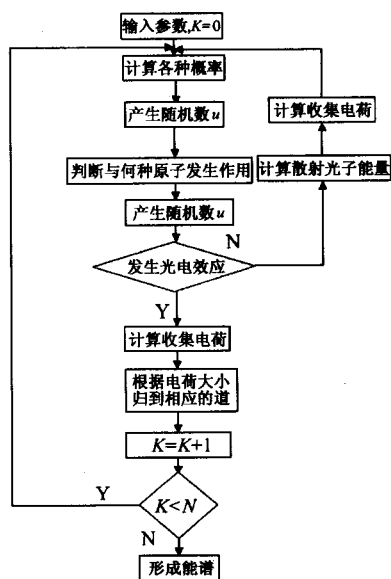 输入参数,K=0
计算各种概率
产生随机数u
判断与何种原子发生作用
产生随机数u
发生光电效应
N
计算散射光子能量
计算收集电荷
Y
计算收集电荷
根据电荷大小
归到相应的道
K=K+1
K<N
Y
N
形成能谱